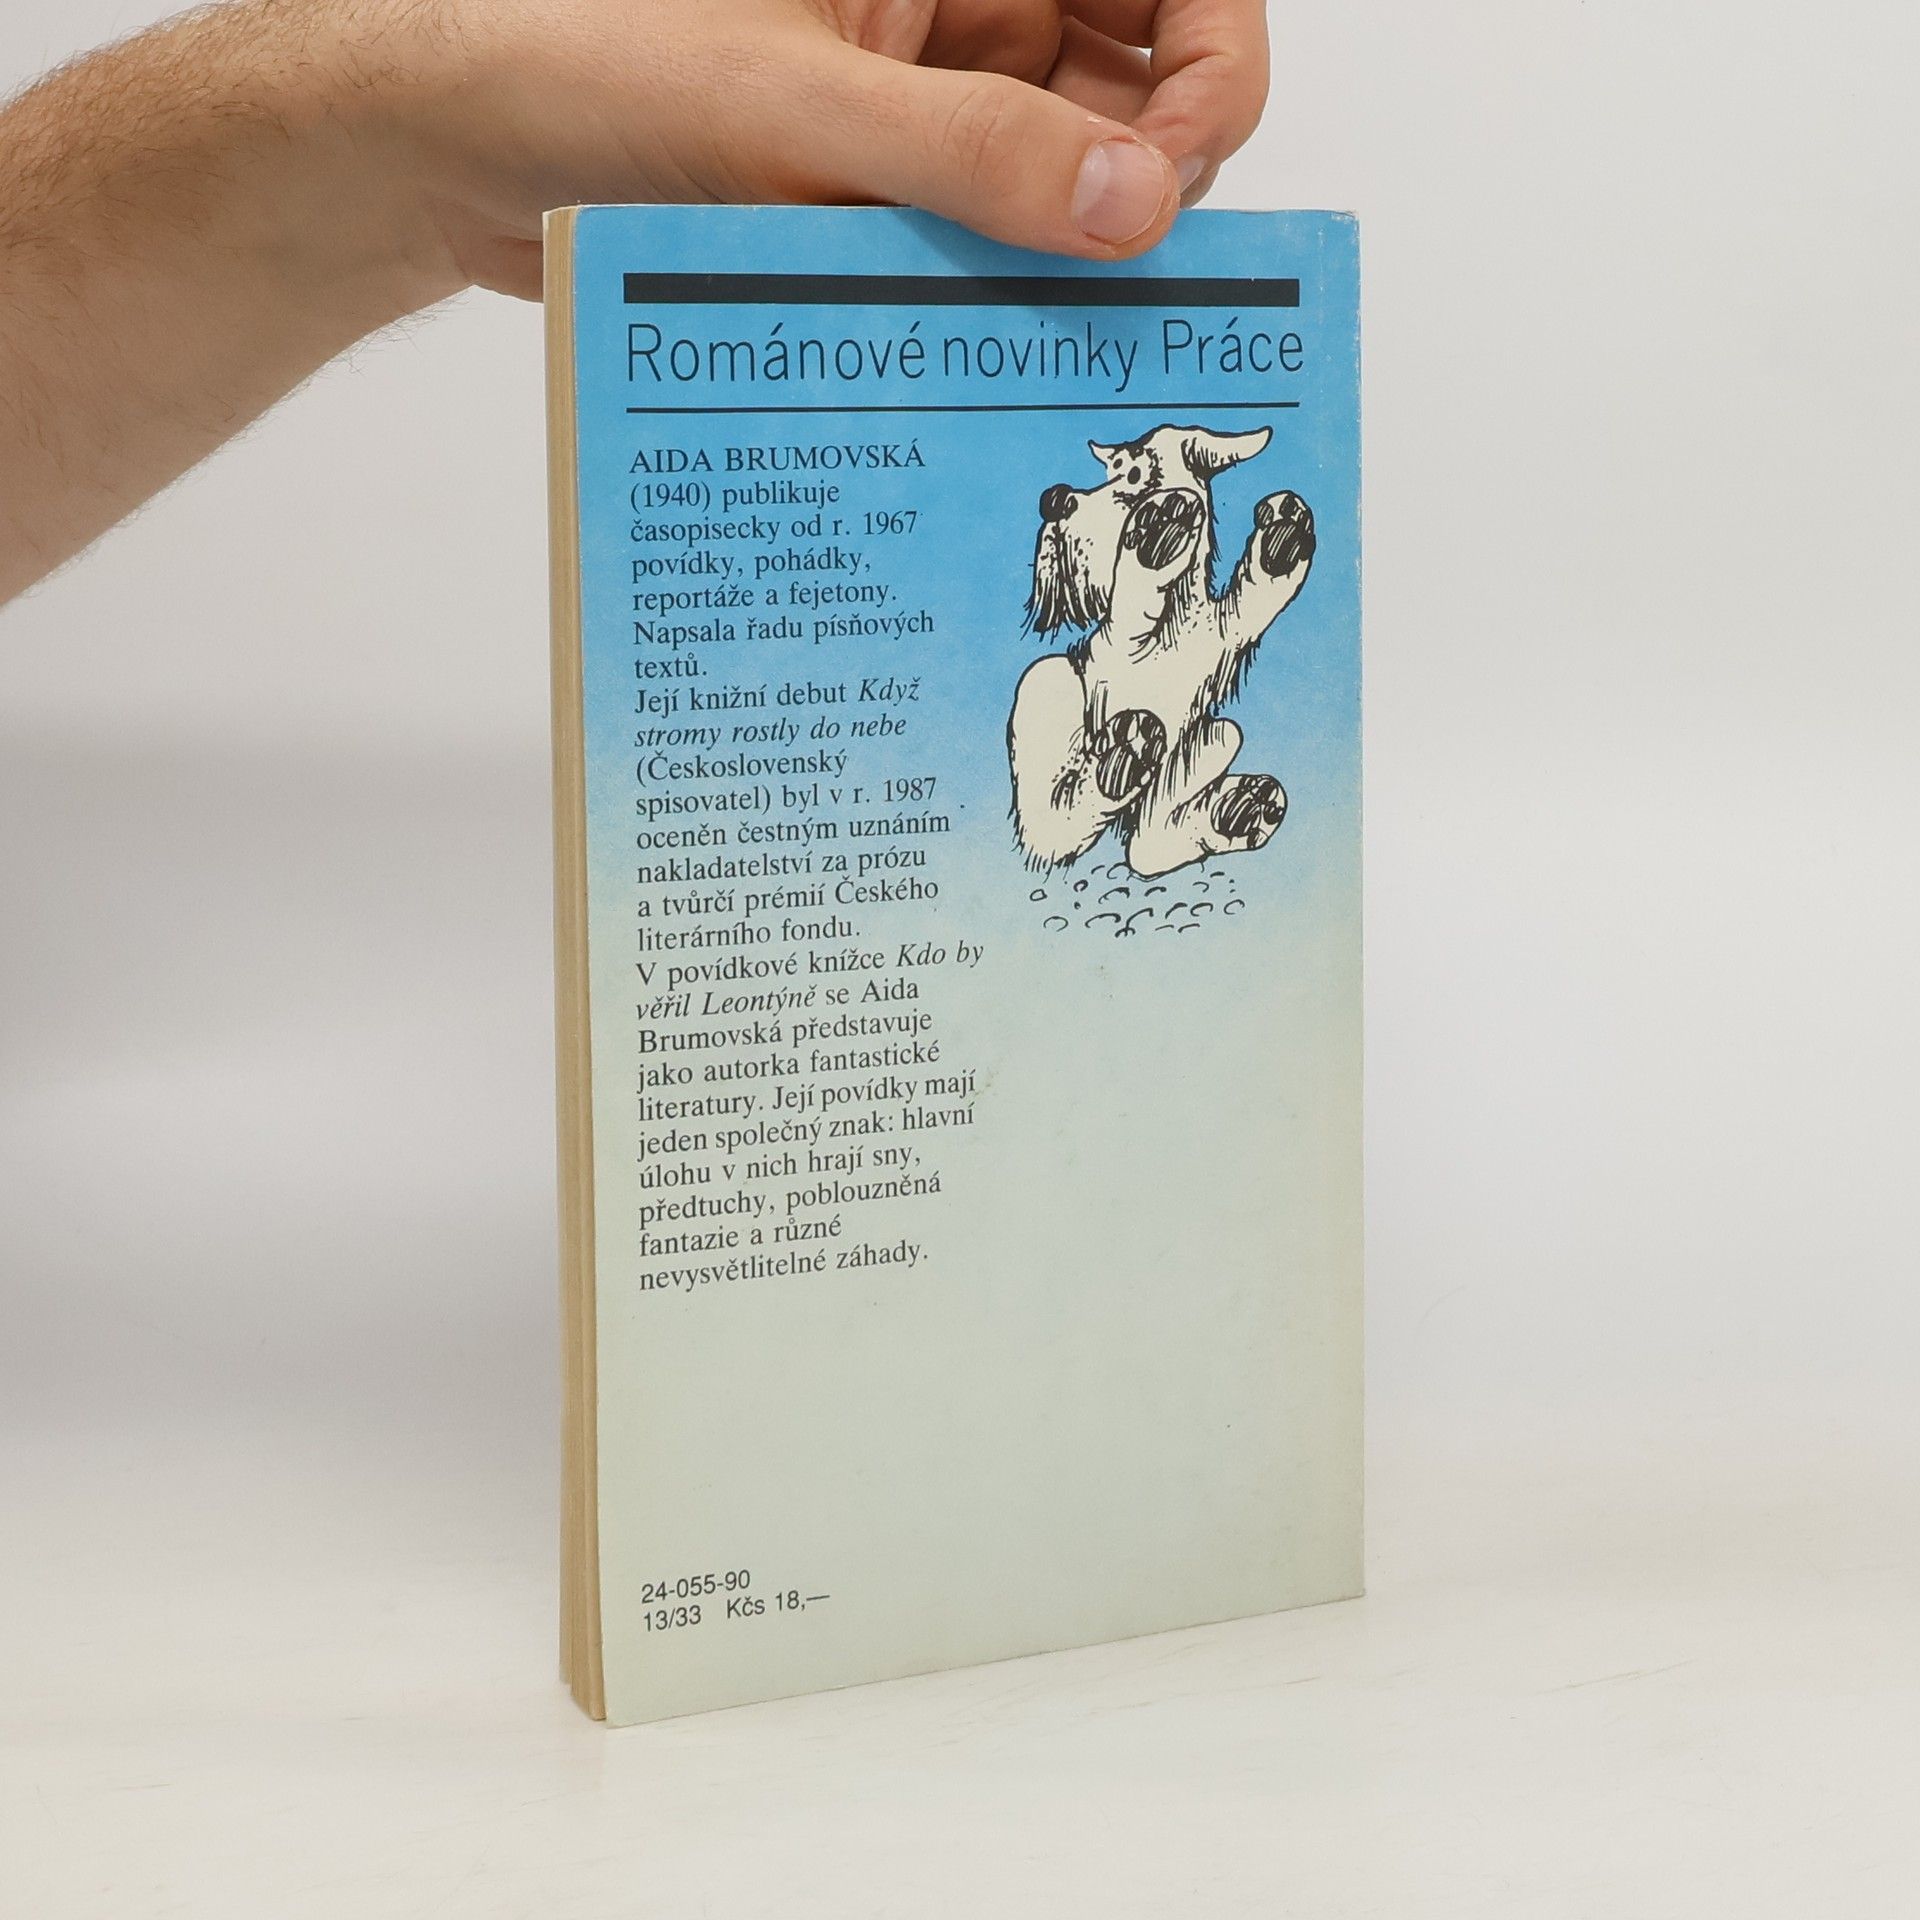 Románové novinky Práce
AIDA BRUMOVSKÁ
(1940) publikuje
časopisecky od r. 1967
povídky, pohádky,
reportáže a fejetony.
Napsala řadu písňových
textů.
Její knižní debut Když
stromy rostly do nebe
(Československý
spisovatel) byl v r. 1987
oceněn čestným uznáním
nakladatelství za prózu
a tvůrčí prémií Českého
literárního fondu.
V povídkové knížce Kdo by
věřil Leontýně se Aida
Brumovská představuje
jako autorka fantastické
literatury. Její povídky mají
jeden společný znak: hlavní
úlohu v nich hrají sny,
předtuchy, poblouzněná
fantazie a různé
nevysvětlitelné záhady.
24-055-90
13/33 Kčs 18,—